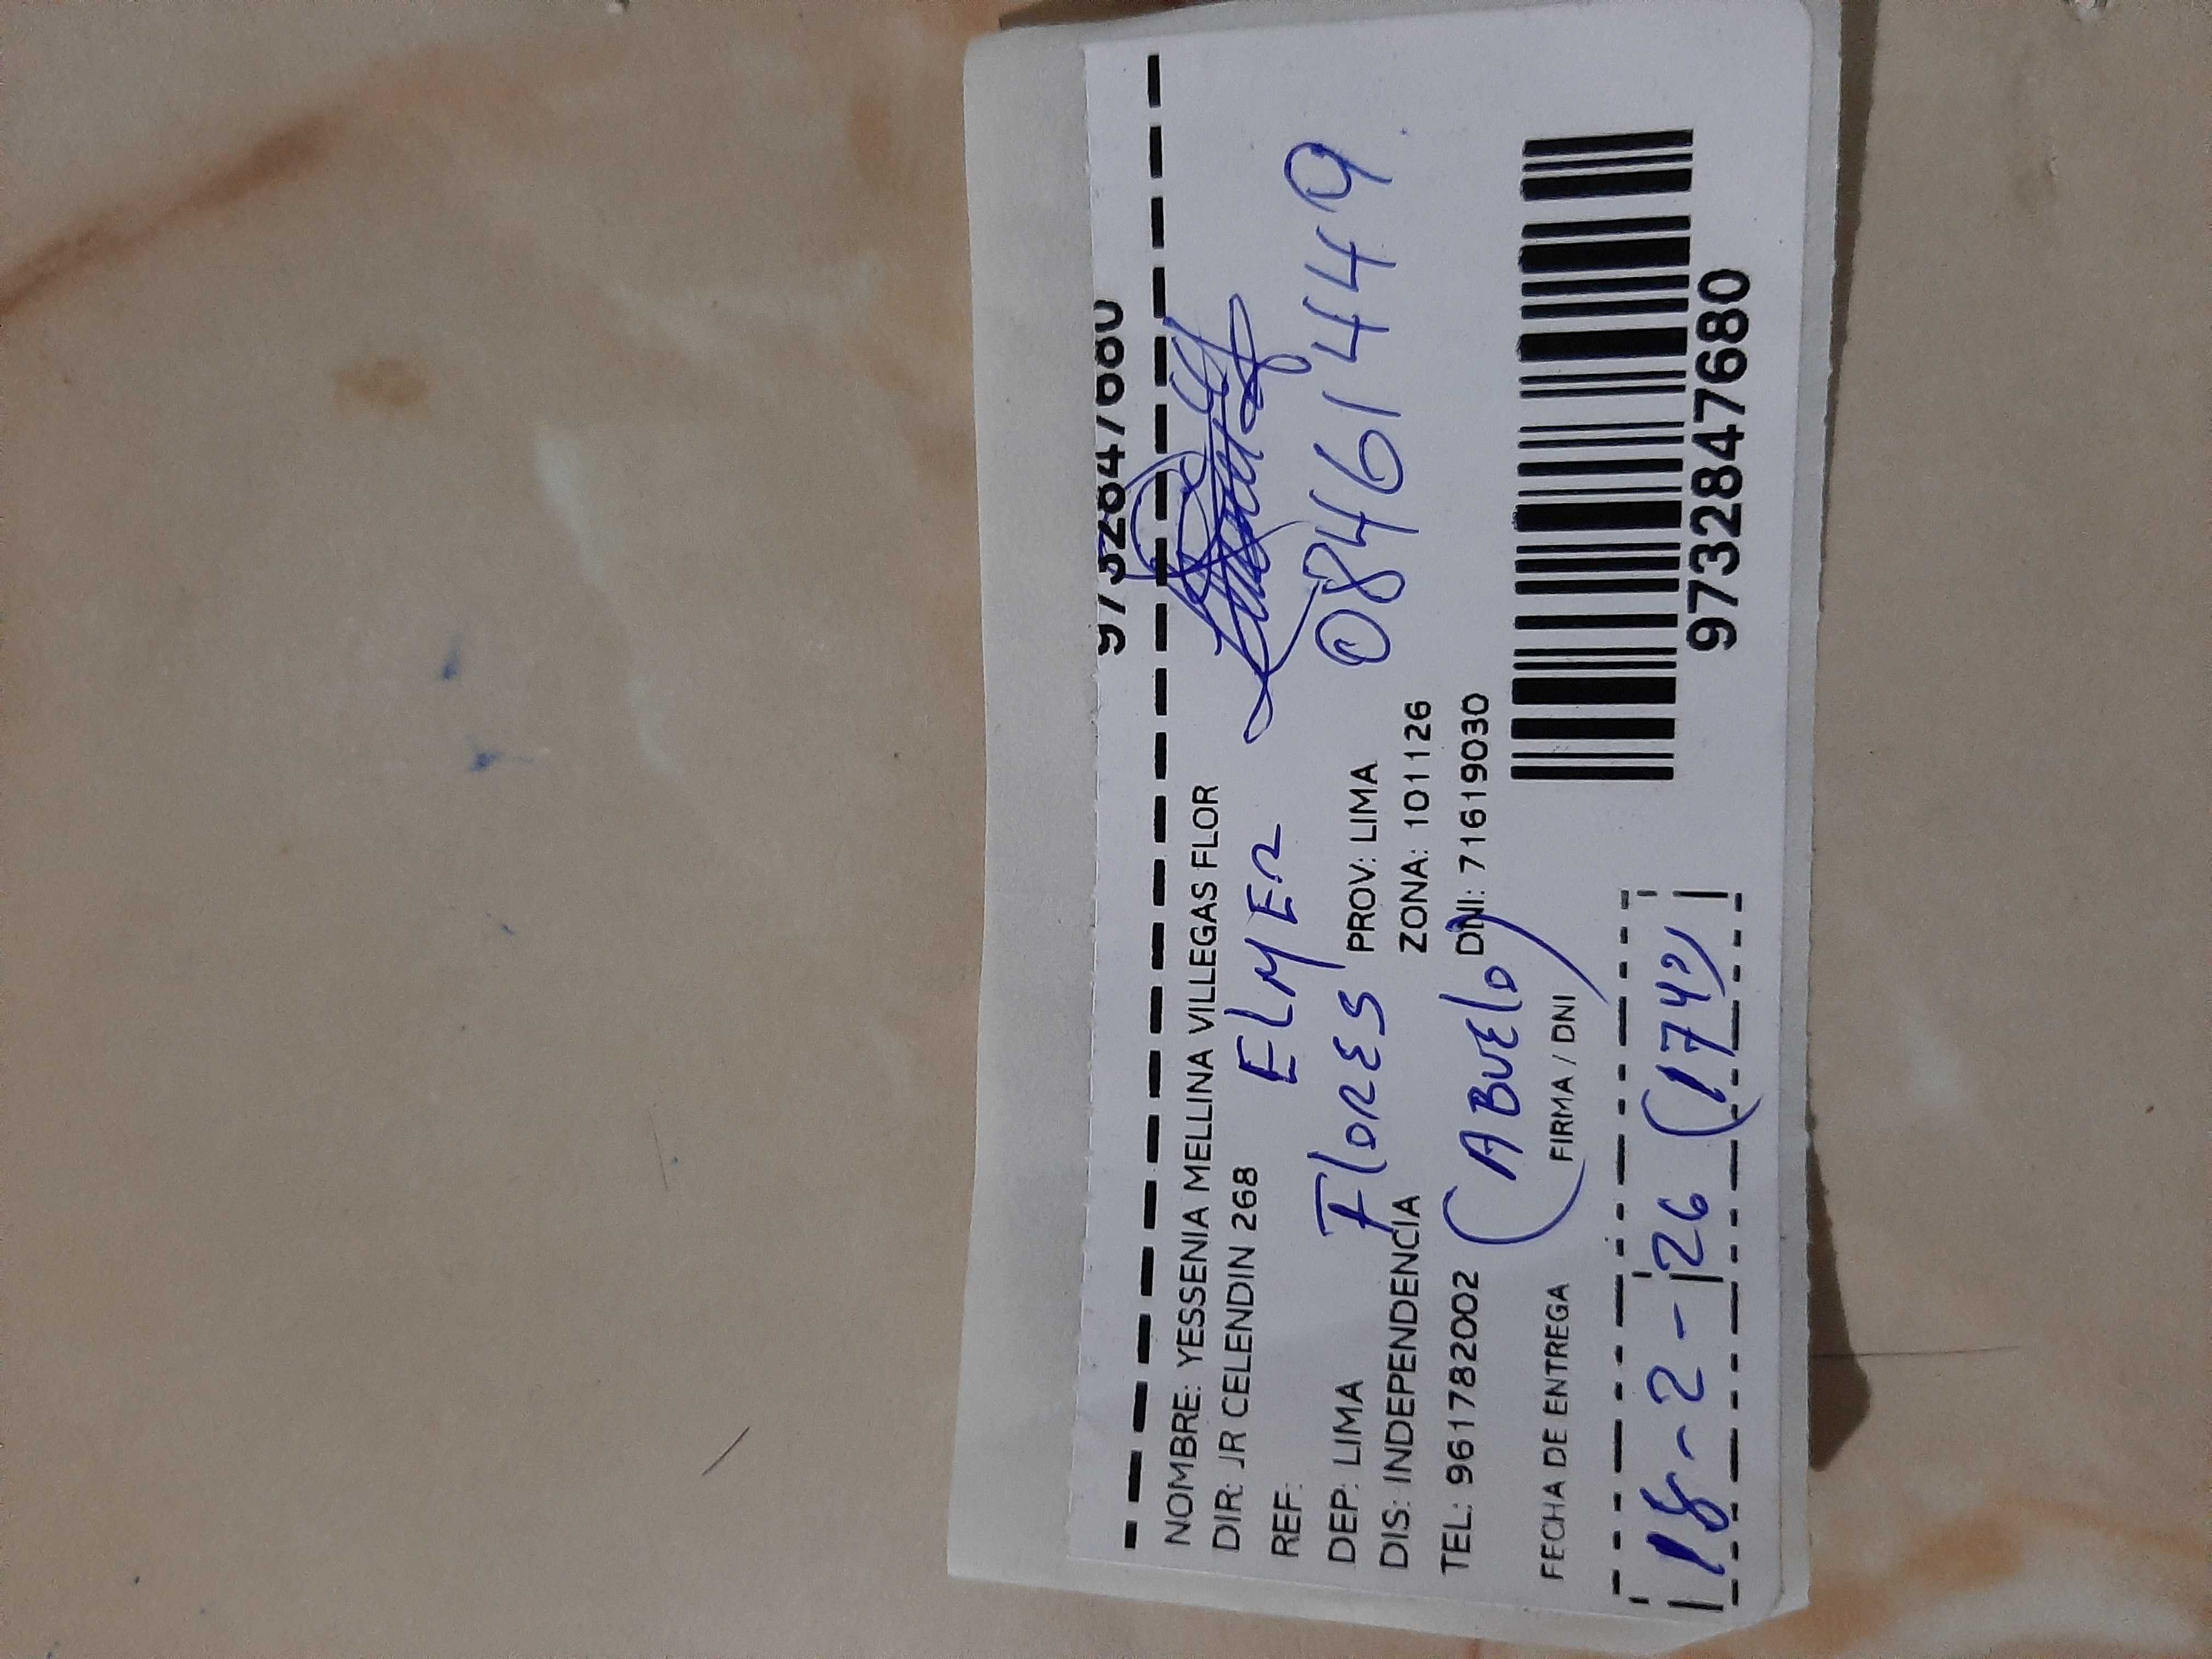 9732847680
NOMBRE: YESSENIA MELLINA VILLEGAS FLOR
DIR: JR CELENDIN 268
ELMER
REF:
FLORES
08461449
DEP: LIMA PROV: LIMA
DIS: INDEPENDENCIA ZONA: 101126
TEL: 961782002 DNI: 71619030
(ABUELO)
FECHA DE ENTREGA FIRMA / DNI
18-2-26 (174)
9732847680